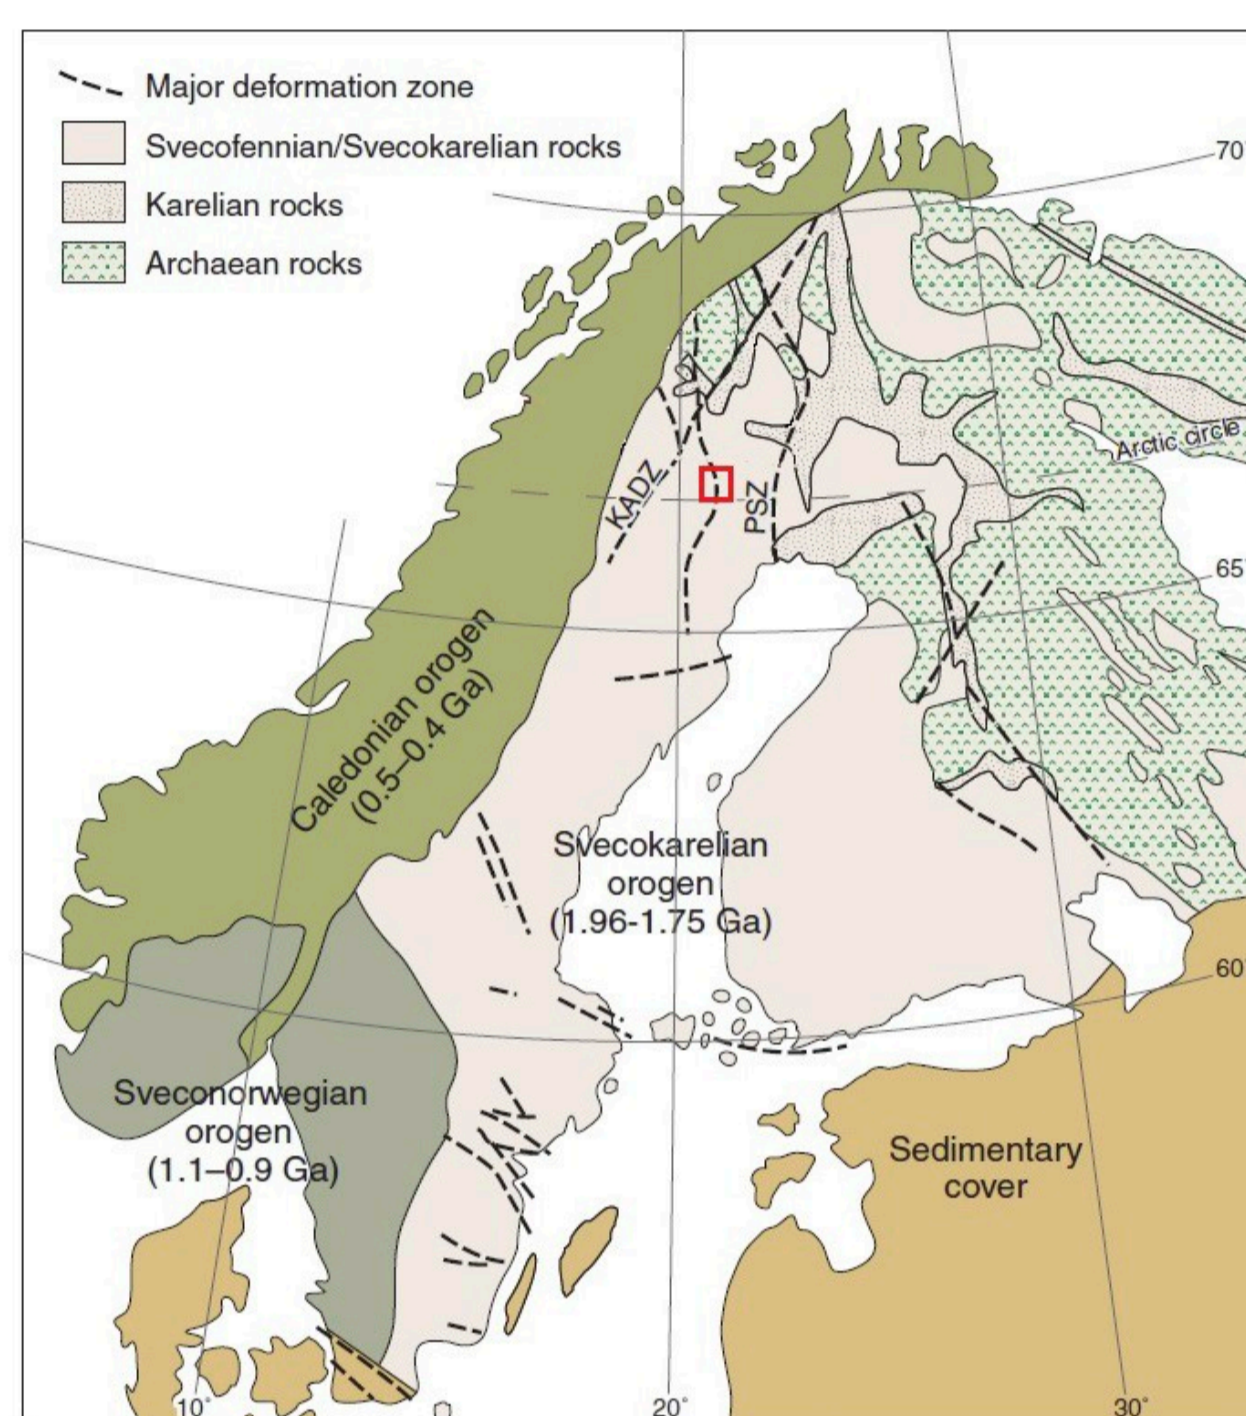 Major deformation zone
Svecofennian/Svecokarelian rocks
Karelian rocks
Archaean rocks
70°
Arctic circle
KADZ
PSZ
65°
Caledonian orogen
(0.5–0.4 Ga)
Svecokarelian
orogen
(1.96-1.75 Ga)
60°
Sveconorwegian
orogen
(1.1–0.9 Ga)
Sedimentary
cover
10°
20°
30°